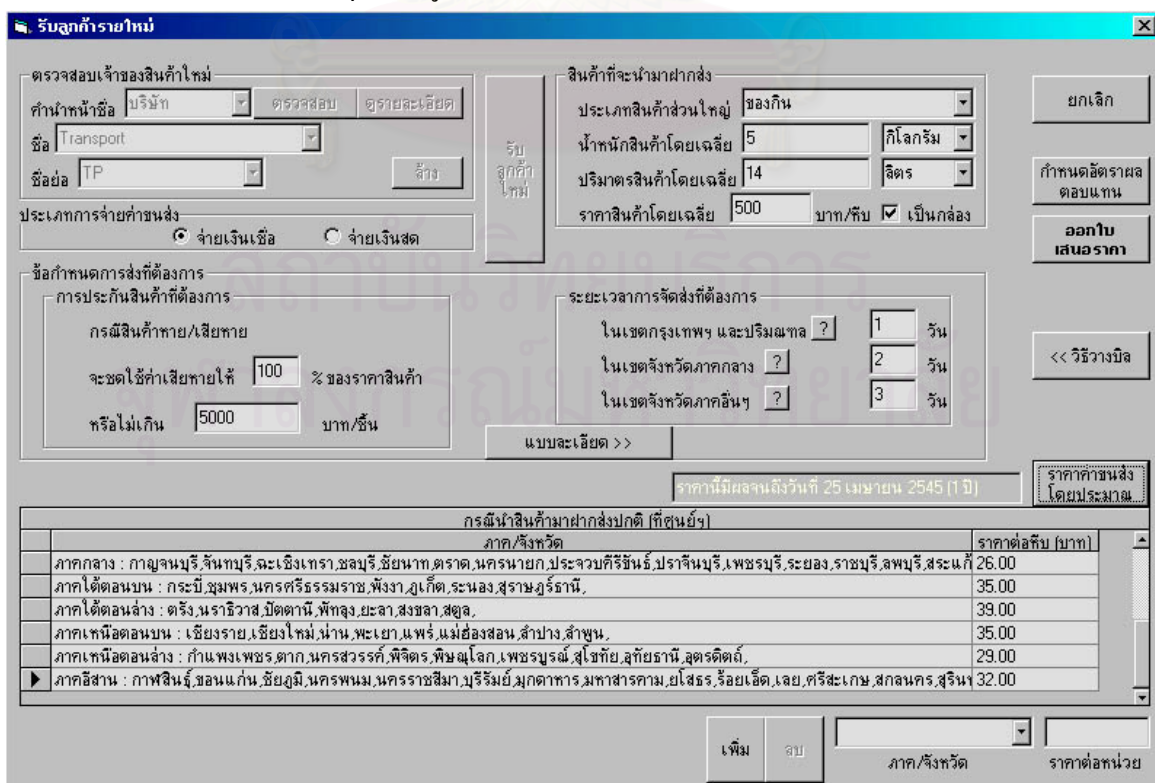 รับลูกค้ารายใหม่
ตรวจสอบเจ้าของสินค้าใหม่
คำนำหน้าชื่อ บริษัท ตรวจสอบ ดูรายละเอียด
ชื่อ Transport
ชื่อย่อ TP ล้าง
รับ
ลูกค้า
ใหม่
ประเภทการจ่ายค่าขนส่ง
จ่ายเงินเชื่อ จ่ายเงินสด
สินค้าที่จะนำมาฝากส่ง
ประเภทสินค้าส่วนใหญ่ ของกิน
น้ำหนักสินค้าโดยเฉลี่ย 5 กิโลกรัม
ปริมาตรสินค้าโดยเฉลี่ย 14 ลิตร
ราคาสินค้าโดยเฉลี่ย 500 บาท/หีบ เป็นกล่อง
ยกเลิก
กำหนดอัตราผล
ตอบแทน
ออกใบ
เสนอราคา
ข้อกำหนดการส่งที่ต้องการ
การประกันสินค้าที่ต้องการ
กรณีสินค้าหาย/เสียหาย
จะชดใช้ค่าเสียหายให้ 100 % ของราคาสินค้า
หรือไม่เกิน 5000 บาท/ชิ้น
ระยะเวลาการจัดส่งที่ต้องการ
ในเขตกรุงเทพฯ และปริมณฑล ? 1 วัน
ในเขตจังหวัดภาคกลาง ? 2 วัน
ในเขตจังหวัดภาคอื่นๆ ? 3 วัน
<< วิธีวางบิล
แบบละเอียด >>
สถาบันวิทยบริการ
จุฬาลงกรณ์มหาวิทยาลัย
ราคานี้มีผลจนถึงวันที่ 25 เมษายน 2545 (1 ปี)
ราคาค่าขนส่ง
โดยประมาณ
กรณีนำสินค้ามาฝากส่งปกติ (ที่ศูนย์ฯ)
ภาค/จังหวัด ราคาต่อหีบ (บาท)
ภาคกลาง : กาญจนบุรี,จันทบุรี,ฉะเชิงเทรา,ชลบุรี,ชัยนาท,ตราด,นครนายก,ประจวบคีรีขันธ์,ปราจีนบุรี,เพชรบุรี,ระยอง,ราชบุรี,ลพบุรี,สระแก้ 26.00
ภาคใต้ตอนบน : กระบี่,ชุมพร,นครศรีธรรมราช,พังงา,ภูเก็ต,ระนอง,สุราษฎร์ธานี, 35.00
ภาคใต้ตอนล่าง : ตรัง,นราธิวาส,ปัตตานี,พัทลุง,ยะลา,สงขลา,สตูล, 39.00
ภาคเหนือตอนบน : เชียงราย,เชียงใหม่,น่าน,พะเยา,แพร่,แม่ฮ่องสอน,ลำปาง,ลำพูน, 35.00
ภาคเหนือตอนล่าง : กำแพงเพชร,ตาก,นครสวรรค์,พิจิตร,พิษณุโลก,เพชรบูรณ์,สุโขทัย,อุทัยธานี,อุตรดิตถ์, 29.00
ภาคอีสาน : กาฬสินธุ์,ขอนแก่น,ชัยภูมิ,นครพนม,นครราชสีมา,บุรีรัมย์,มุกดาหาร,มหาสารคาม,ยโสธร,ร้อยเอ็ด,เลย,ศรีสะเกษ,สกลนคร,สุรินท 32.00
เพิ่ม ลบ
ภาค/จังหวัด ราคาต่อหน่วย